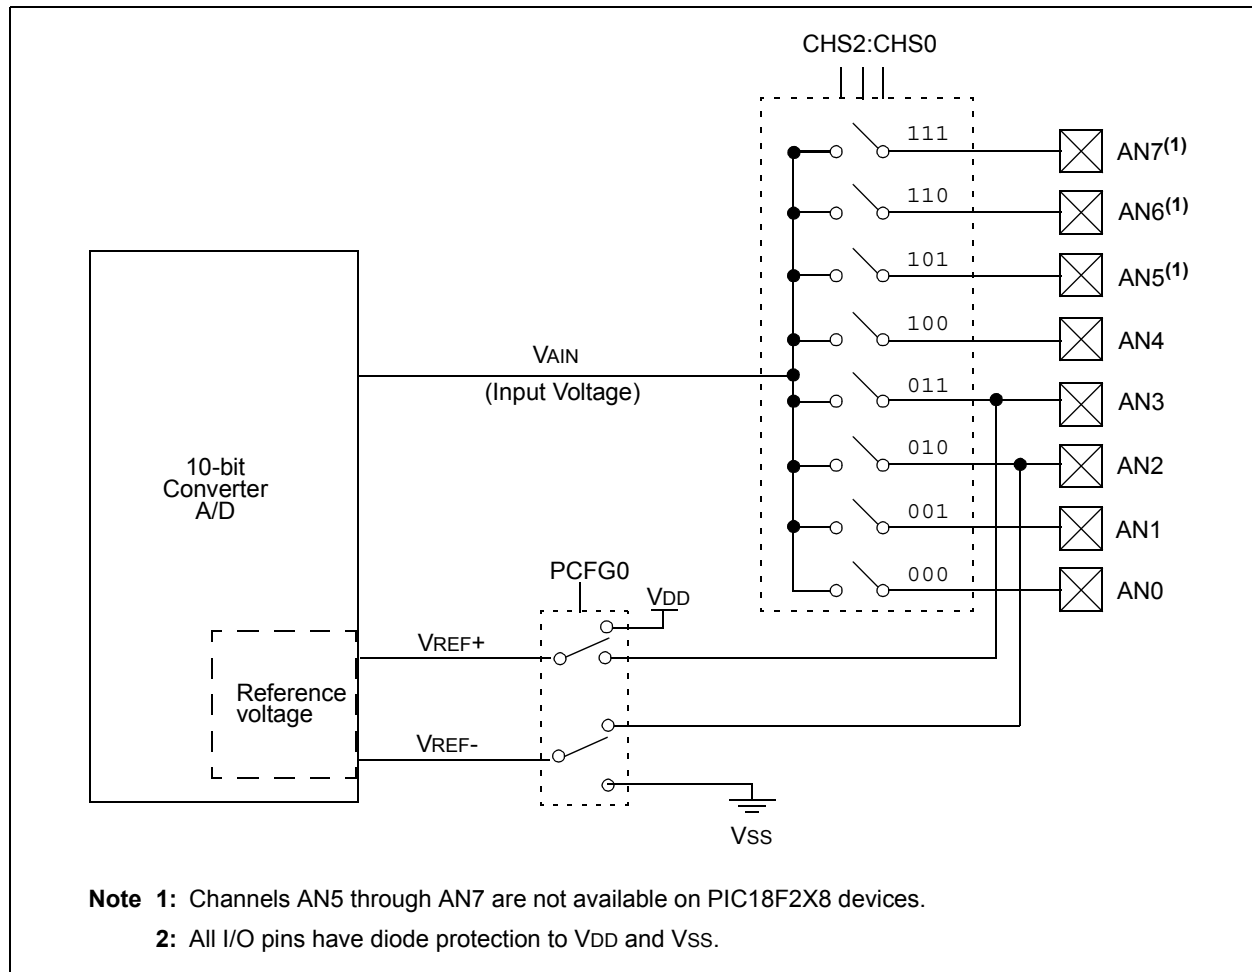 CHS2:CHS0
111
AN7(1)
110
AN6(1)
101
AN5(1)
100
AN4
VAIN
(Input Voltage)
011
AN3
010
AN2
10-bit
Converter
A/D
001
AN1
PCFG0
000
AN0
VDD
VREF+
Reference
voltage
VREF-
VSS
Note 1: Channels AN5 through AN7 are not available on PIC18F2X8 devices.
2: All I/O pins have diode protection to VDD and VSS.